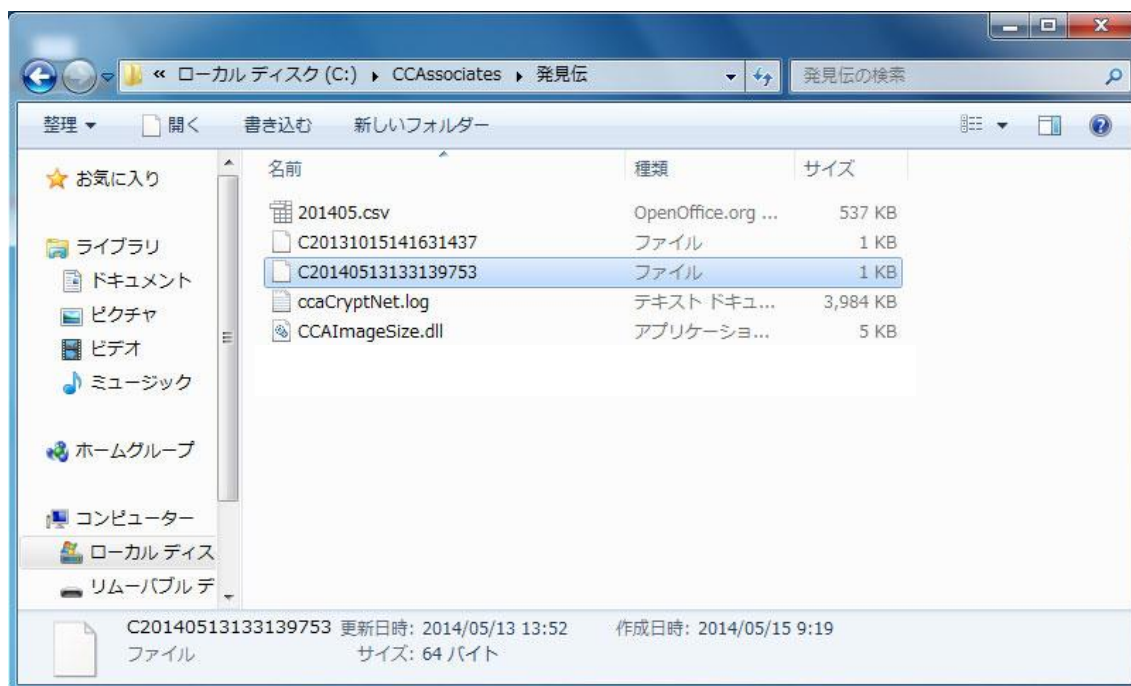 « ローカル ディスク (C:) ▸ CCAssociates ▸ 発見伝
発見伝の検索
整理 ▼ 開く 書き込む 新しいフォルダー
名前 種類 サイズ
201405.csv OpenOffice.org ... 537 KB
C20131015141631437 ファイル 1 KB
C20140513133139753 ファイル 1 KB
ccaCryptNet.log テキスト ドキュ... 3,984 KB
CCAImageSize.dll アプリケーショ... 5 KB
お気に入り
ライブラリ
ドキュメント
ピクチャ
ビデオ
ミュージック
ホームグループ
コンピューター
ローカル ディス
リムーバブル デ
C20140513133139753 更新日時: 2014/05/13 13:52 作成日時: 2014/05/15 9:19
ファイル サイズ: 64 バイト